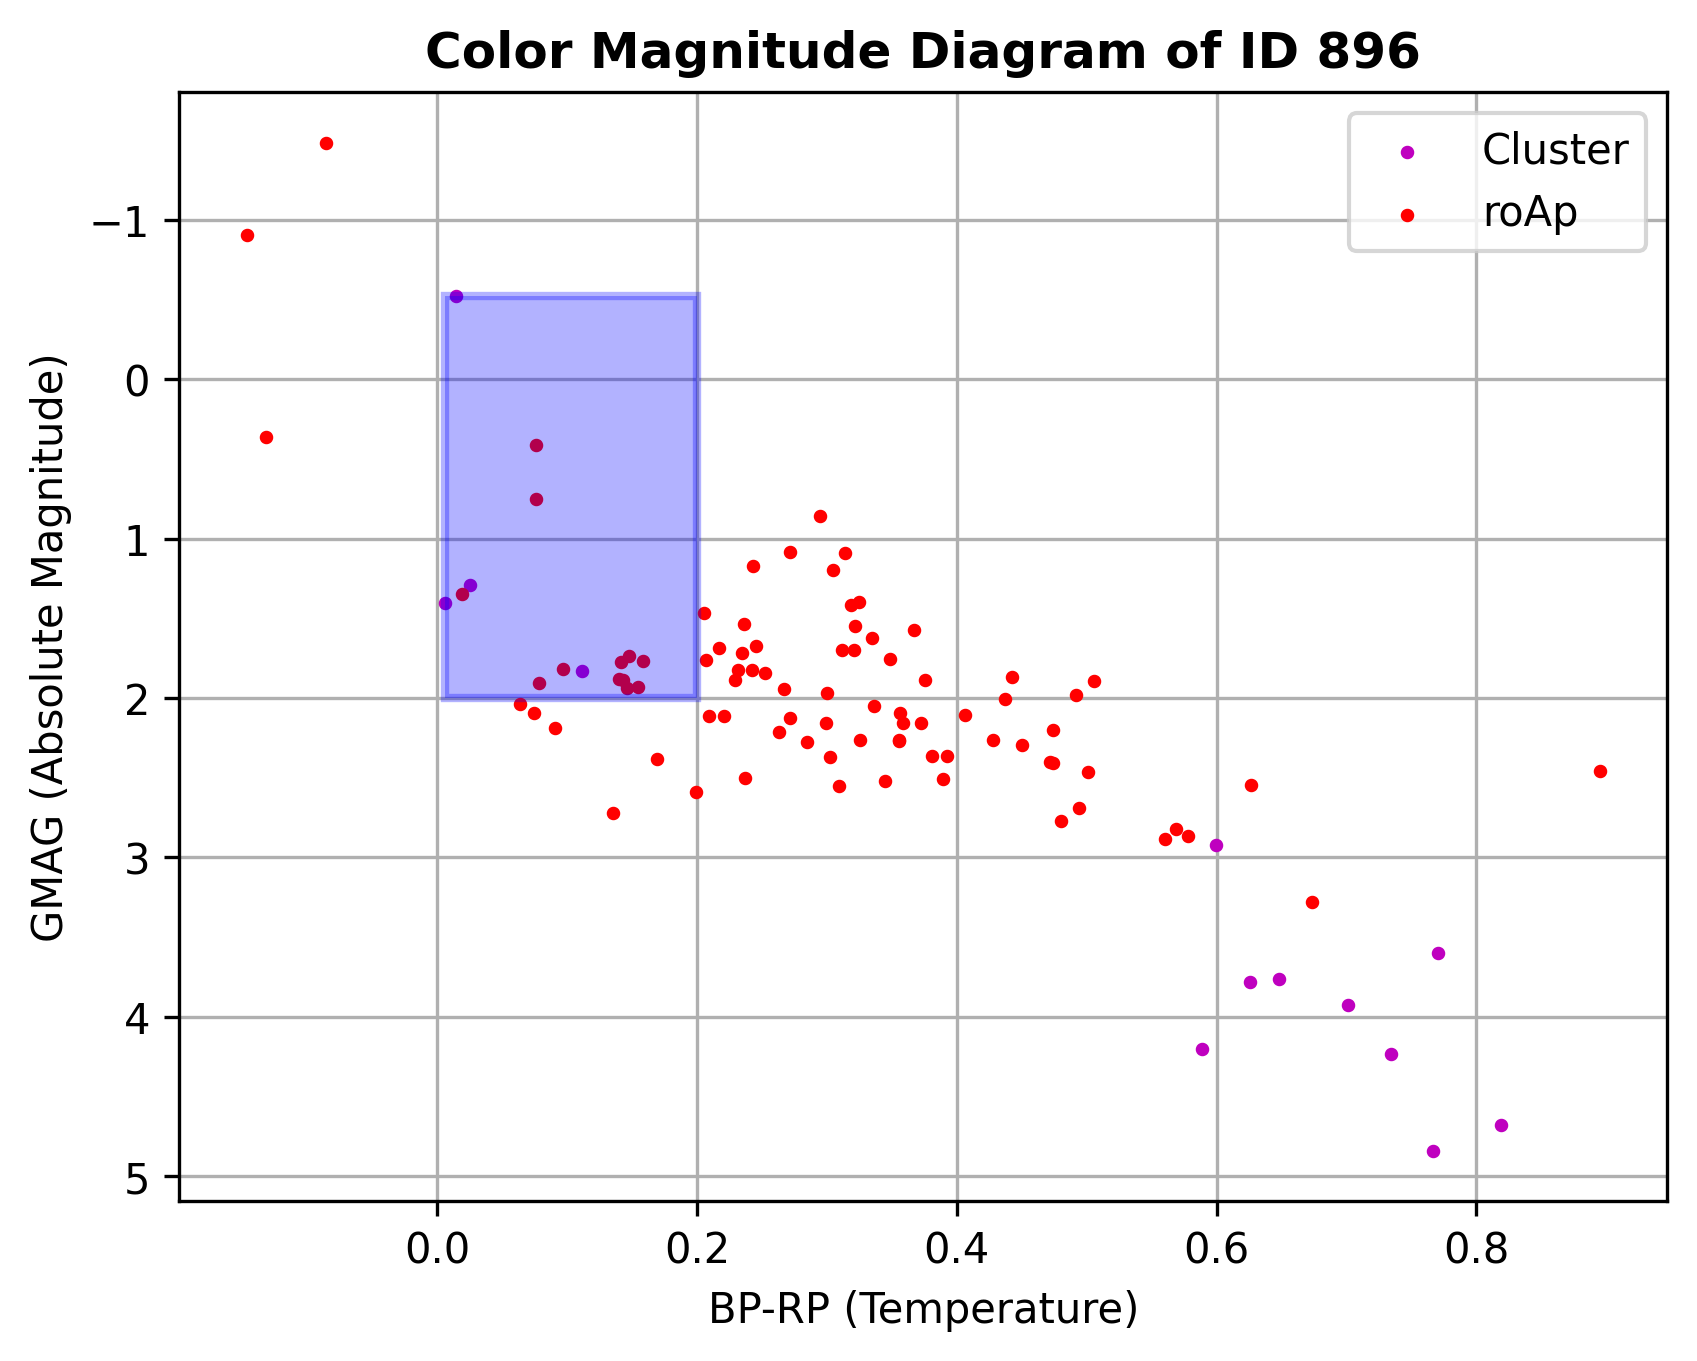 Color Magnitude Diagram of ID 896
Cluster
roAp
GMAG (Absolute Magnitude)
−1
0
1
2
3
4
5
0.0 0.2 0.4 0.6 0.8
BP-RP (Temperature)